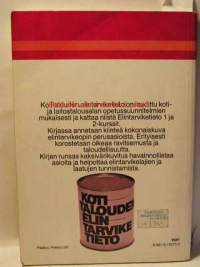 Kotitalouden elintarviketieto on laadittu koti-
ja laitostalousalan opetussuunnitelmien
mukaisesti ja kattaa niistä Elintarviketieto 1 ja
2-kurssit.
Kirjassa annetaan kiinteä kokonaiskuva
elintarvikeopin perusasioista. Erityisesti
korostetaan oikeaa ravitsemusta ja
taloudellisuutta.
Kirjan runsas kaksivärikuvitus havainnollistaa
asioita ja helpottaa elintarvikelajien ja
laatujen tunnistamista.
KOTI
TALOUDEN
ELIN
TARVIKE
TIETO